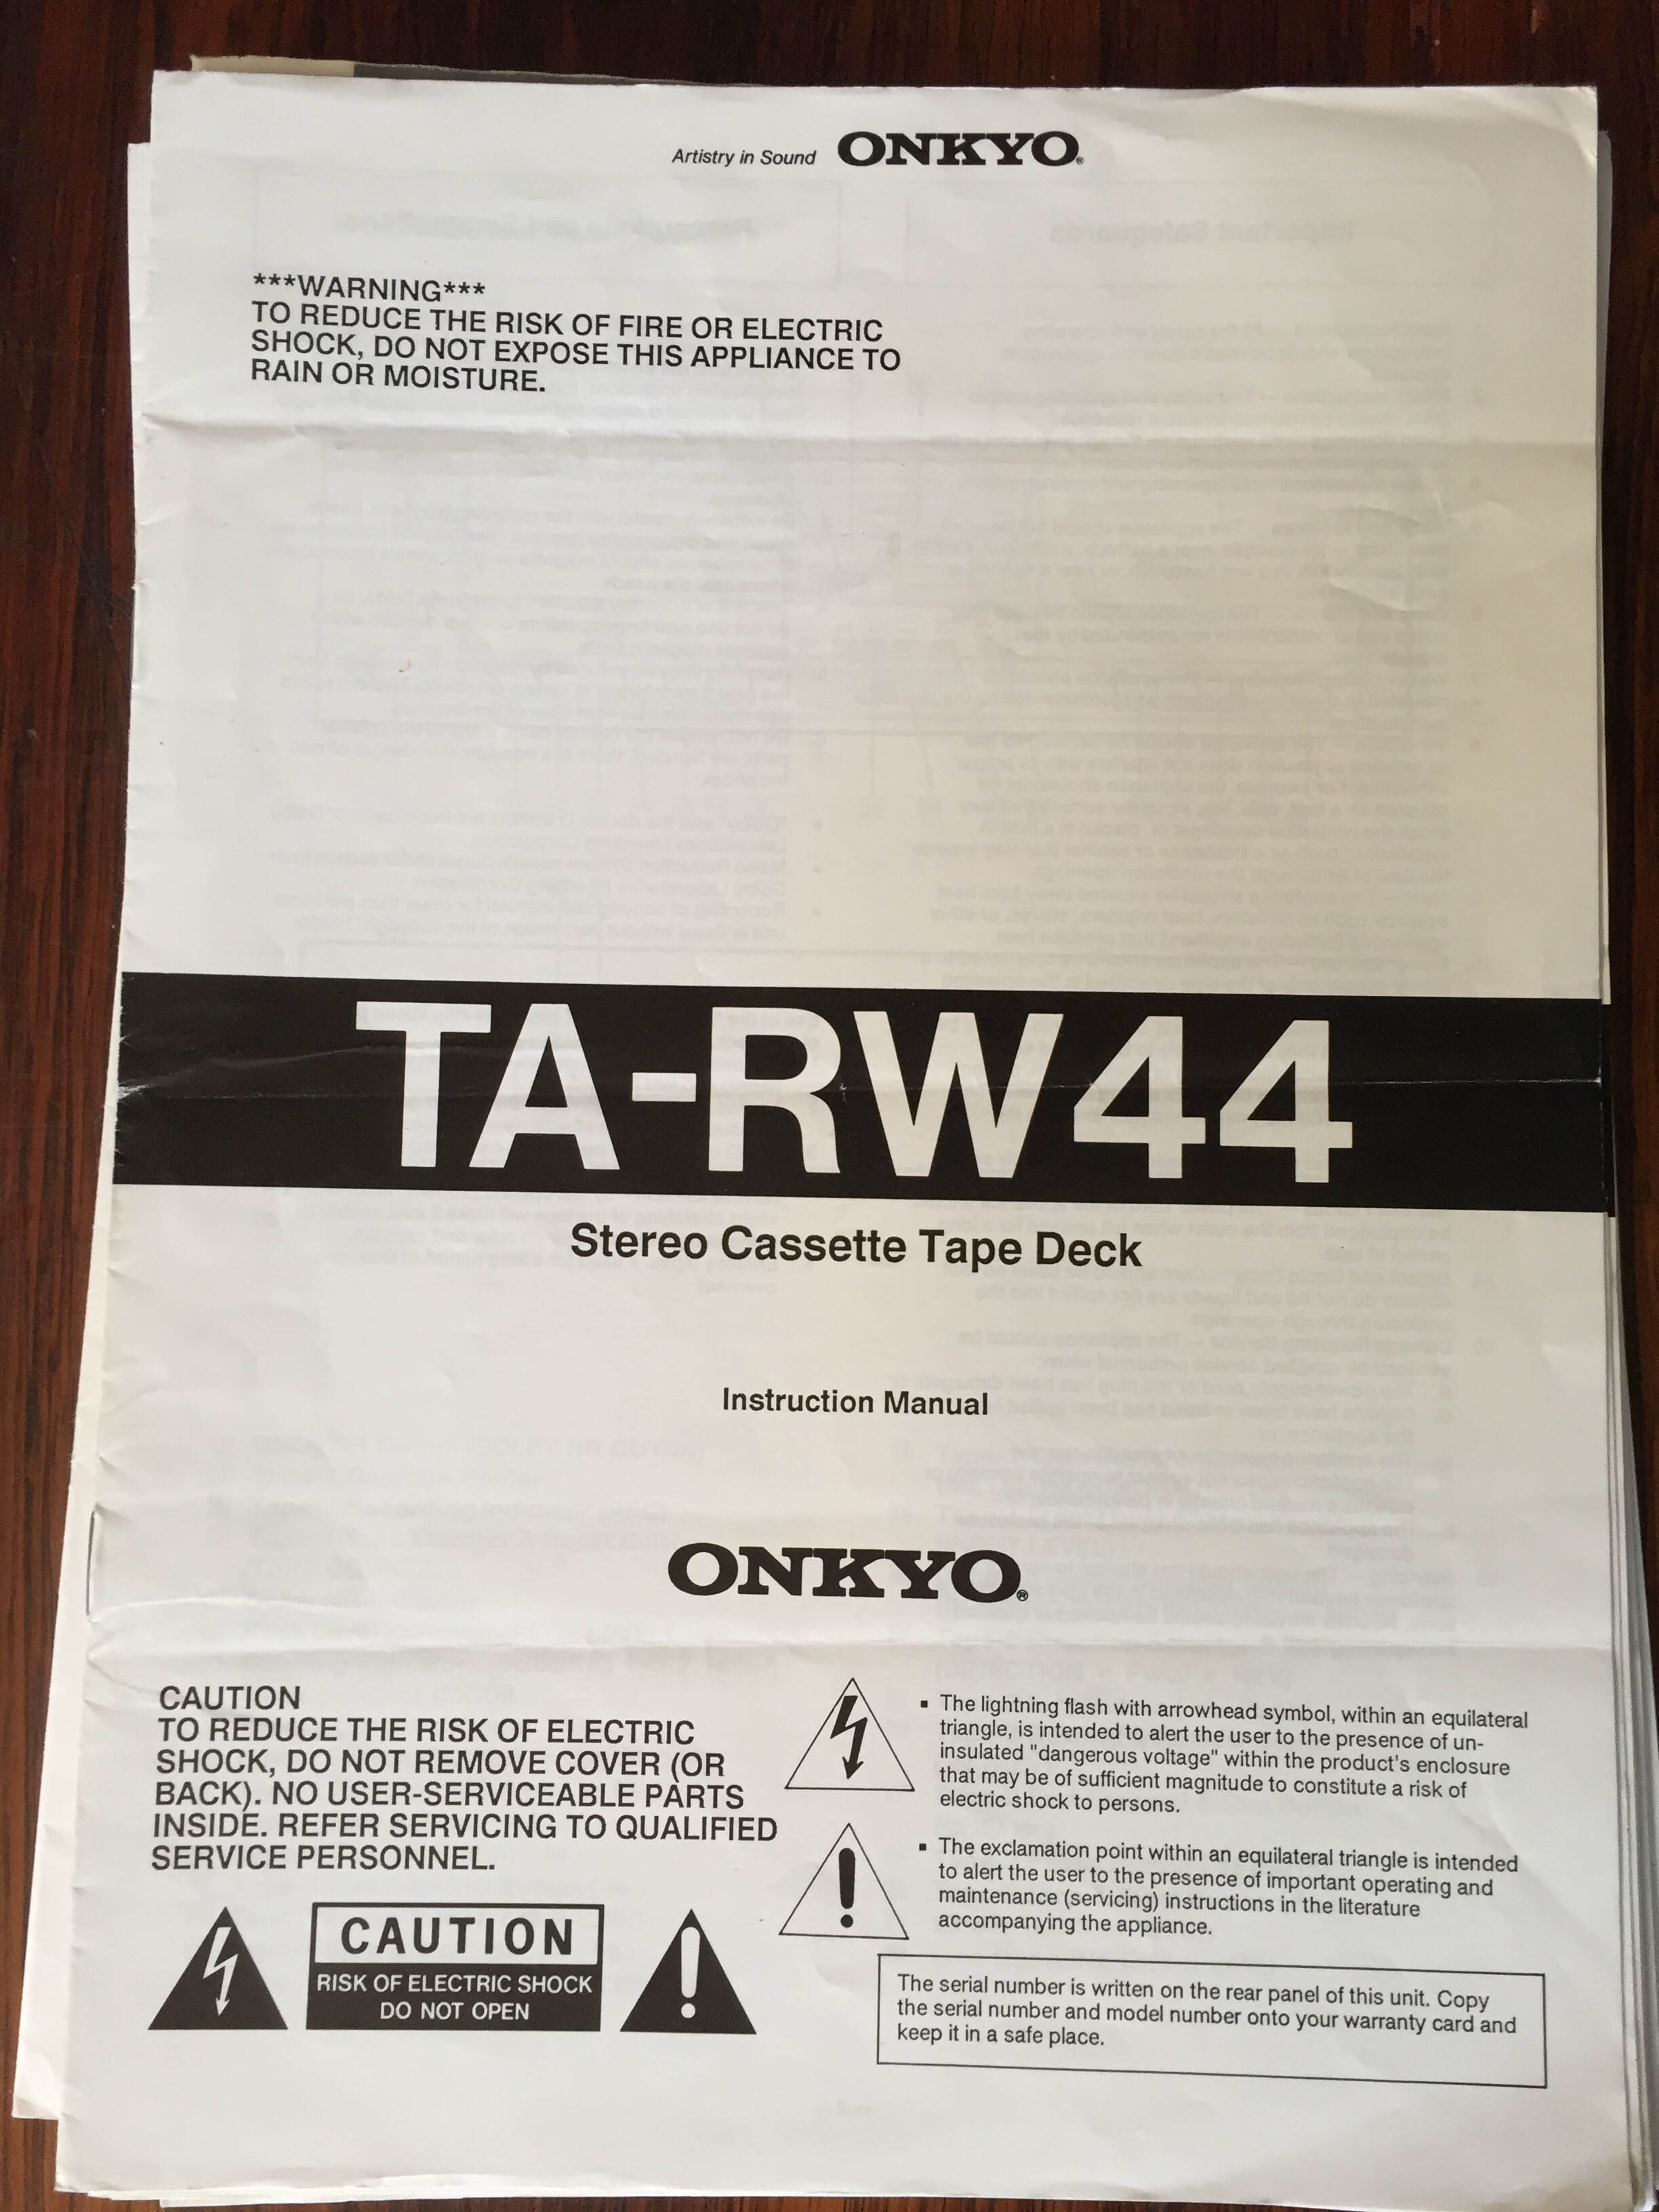 Artistry in Sound ONKYO®
***WARNING***
TO REDUCE THE RISK OF FIRE OR ELECTRIC
SHOCK, DO NOT EXPOSE THIS APPLIANCE TO
RAIN OR MOISTURE.
TA-RW44
Stereo Cassette Tape Deck
Instruction Manual
ONKYO®
CAUTION
TO REDUCE THE RISK OF ELECTRIC
SHOCK, DO NOT REMOVE COVER (OR
BACK). NO USER-SERVICEABLE PARTS
INSIDE. REFER SERVICING TO QUALIFIED
SERVICE PERSONNEL.
CAUTION
RISK OF ELECTRIC SHOCK
DO NOT OPEN
▪ The lightning flash with arrowhead symbol, within an equilateral
triangle, is intended to alert the user to the presence of un-
insulated "dangerous voltage" within the product's enclosure
that may be of sufficient magnitude to constitute a risk of
electric shock to persons.
▪ The exclamation point within an equilateral triangle is intended
to alert the user to the presence of important operating and
maintenance (servicing) instructions in the literature
accompanying the appliance.
The serial number is written on the rear panel of this unit. Copy
the serial number and model number onto your warranty card and
keep it in a safe place.